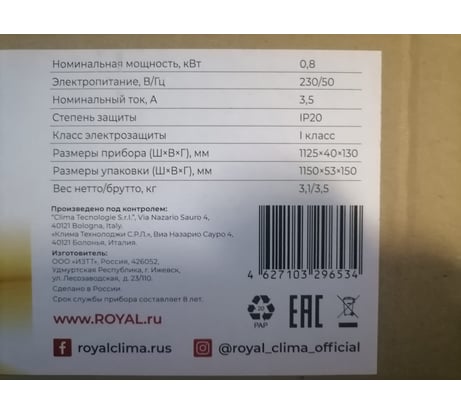 Номинальная мощность, кВт 0,8
Электропитание, В/Гц 230/50
Номинальный ток, А 3,5
Степень защиты IP20
Класс электрозащиты I класс
Размеры прибора (Ш×В×Г), мм 1125×40×130
Размеры упаковки (Ш×В×Г), мм 1150×53×150
Вес нетто/брутто, кг 3,1/3,5
Произведено под контролем:
"Clima Tecnologie S.r.l.", Via Nazario Sauro 4,
40121 Bologna, Italy.
«Клима Технолоджи С.Р.Л.», Виа Назарио Сауро 4,
40121 Болонья, Италия.
Изготовитель:
ООО «ИЗТТ», Россия, 426052,
Удмуртская Республика, г. Ижевск,
ул. Лесозаводская, д. 23/110.
Сделано в России.
Срок службы прибора составляет 8 лет.
4 627103 296534
20
PAP
EAC
www.ROYAL.ru
royalclima.rus
@royal_clima_official